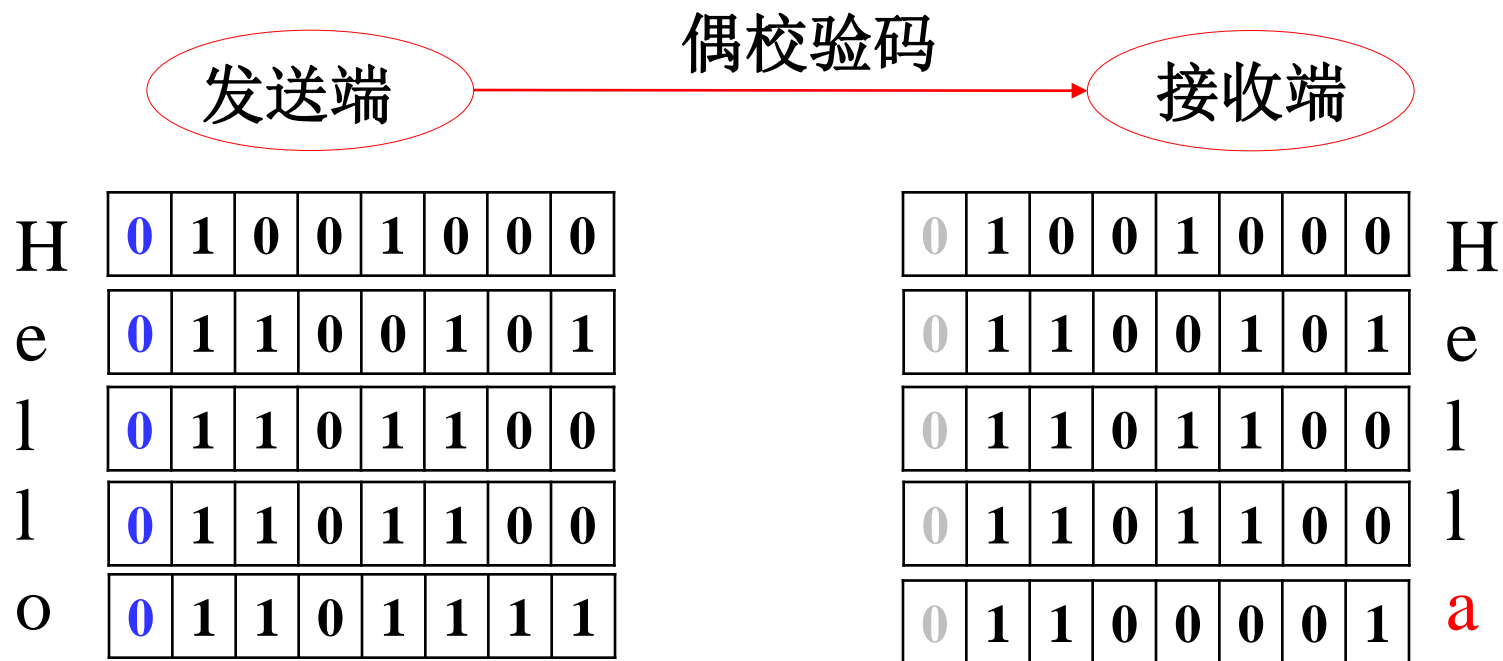 发送端 偶校验码 接收端
H 0 1 0 0 1 0 0 0 0 1 0 0 1 0 0 0 H
e 0 1 1 0 0 1 0 1 0 1 1 0 0 1 0 1 e
l 0 1 1 0 1 1 0 0 0 1 1 0 1 1 0 0 l
l 0 1 1 0 1 1 0 0 0 1 1 0 1 1 0 0 l
o 0 1 1 0 1 1 1 1 0 1 1 0 0 0 0 1 a